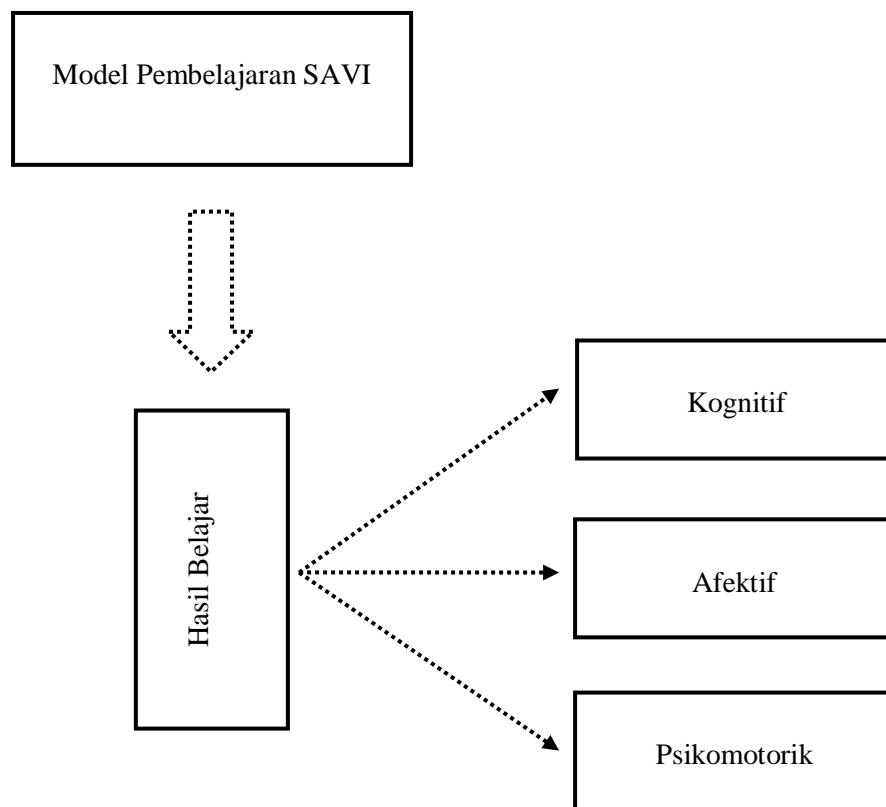 Model Pembelajaran SAVI
Hasil Belajar
Kognitif
Afektif
Psikomotorik